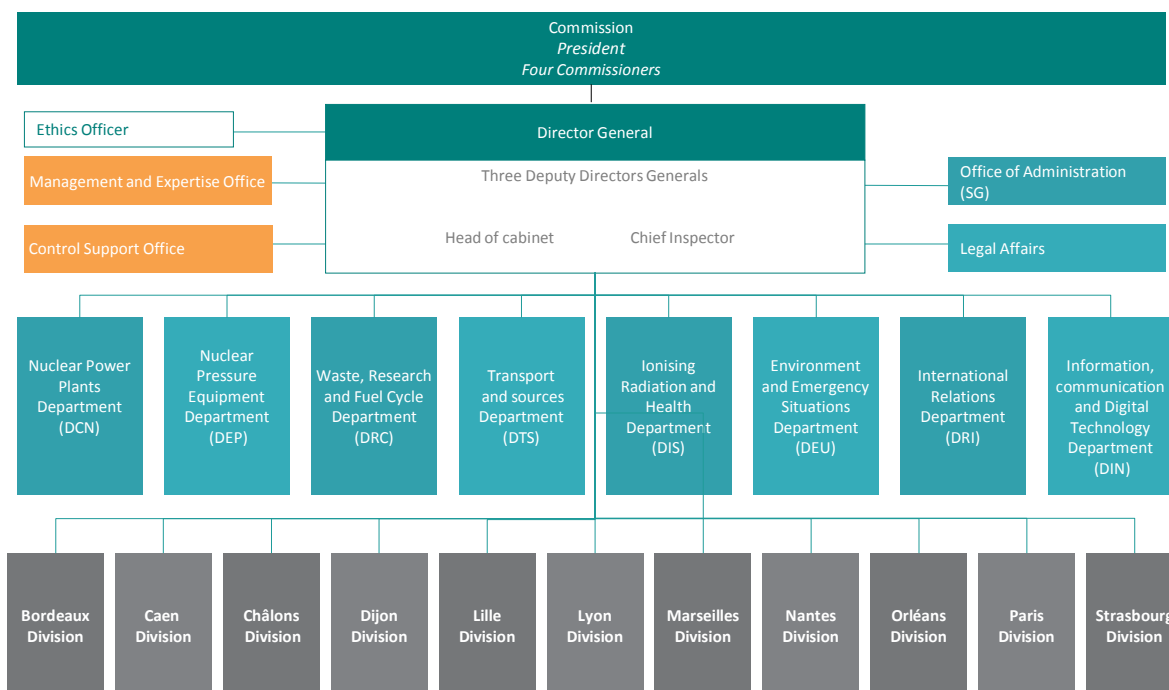 Commission
President
Four Commissioners
Ethics Officer
Director General
Management and Expertise Office
Three Deputy Directors Generals
Office of Administration
(SG)
Control Support Office
Head of cabinet
Chief Inspector
Legal Affairs
Nuclear Power
Plants
Department
(DCN)
Nuclear
Pressure
Equipment
Department
(DEP)
Waste, Research
and Fuel Cycle
Department
(DRC)
Transport
and sources
Department
(DTS)
Ionising
Radiation and
Health
Department
(DIS)
Environment
and Emergency
Situations
Department
(DEU)
International
Relations
Department
(DRI)
Information,
communication
and Digital
Technology
Department
(DIN)
Bordeaux
Division
Caen
Division
Châlons
Division
Dijon
Division
Lille
Division
Lyon
Division
Marseilles
Division
Nantes
Division
Orléans
Division
Paris
Division
Strasbourg
Division